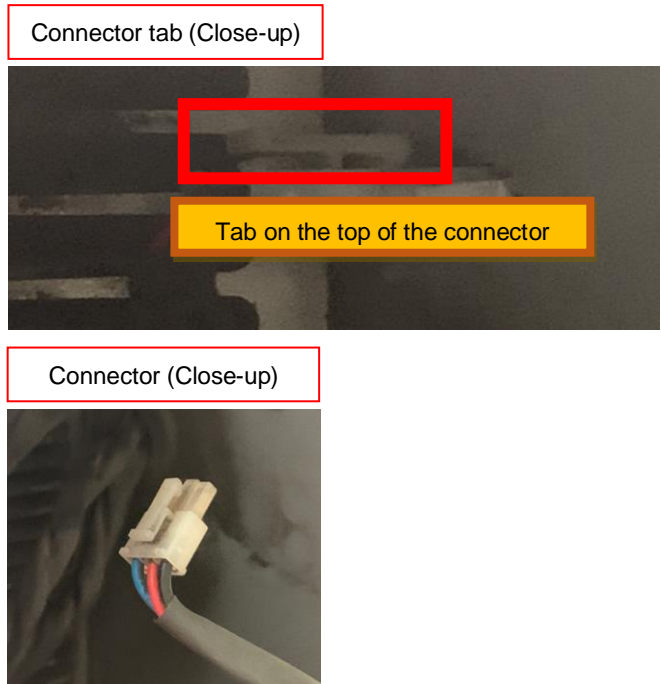 Connector tab (Close-up)
Tab on the top of the connector
Connector (Close-up)